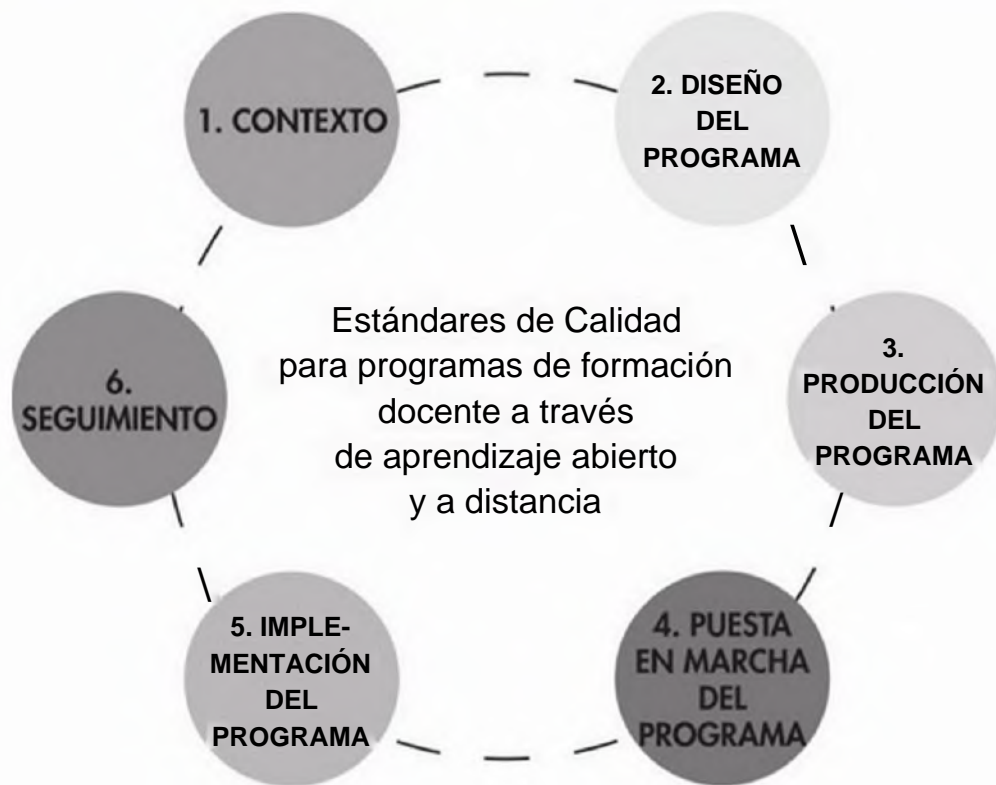 1. CONTEXTO
2. DISEÑO
DEL
PROGRAMA
3.
PRODUCCIÓN
DEL
PROGRAMA
4. PUESTA
EN MARCHA
DEL
PROGRAMA
5. IMPLE-
MENTACIÓN
DEL
PROGRAMA
6.
SEGUIMIENTO
Estándares de Calidad
para programas de formación
docente a través
de aprendizaje abierto
y a distancia